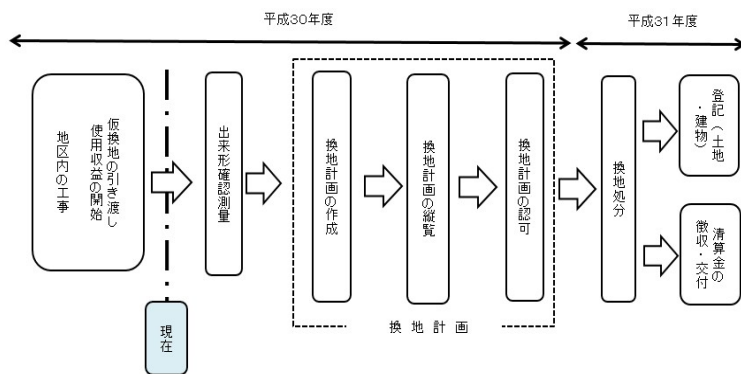 平成30年度
平成31年度
仮換地の引き渡し
使用収益の開始
地区内の工事
出来形確認測量
換地計画の作成
換地計画の縦覧
換地計画の認可
換地処分
登記(土地
・建物)
清算金の
徴収・交付
換地計画
現在